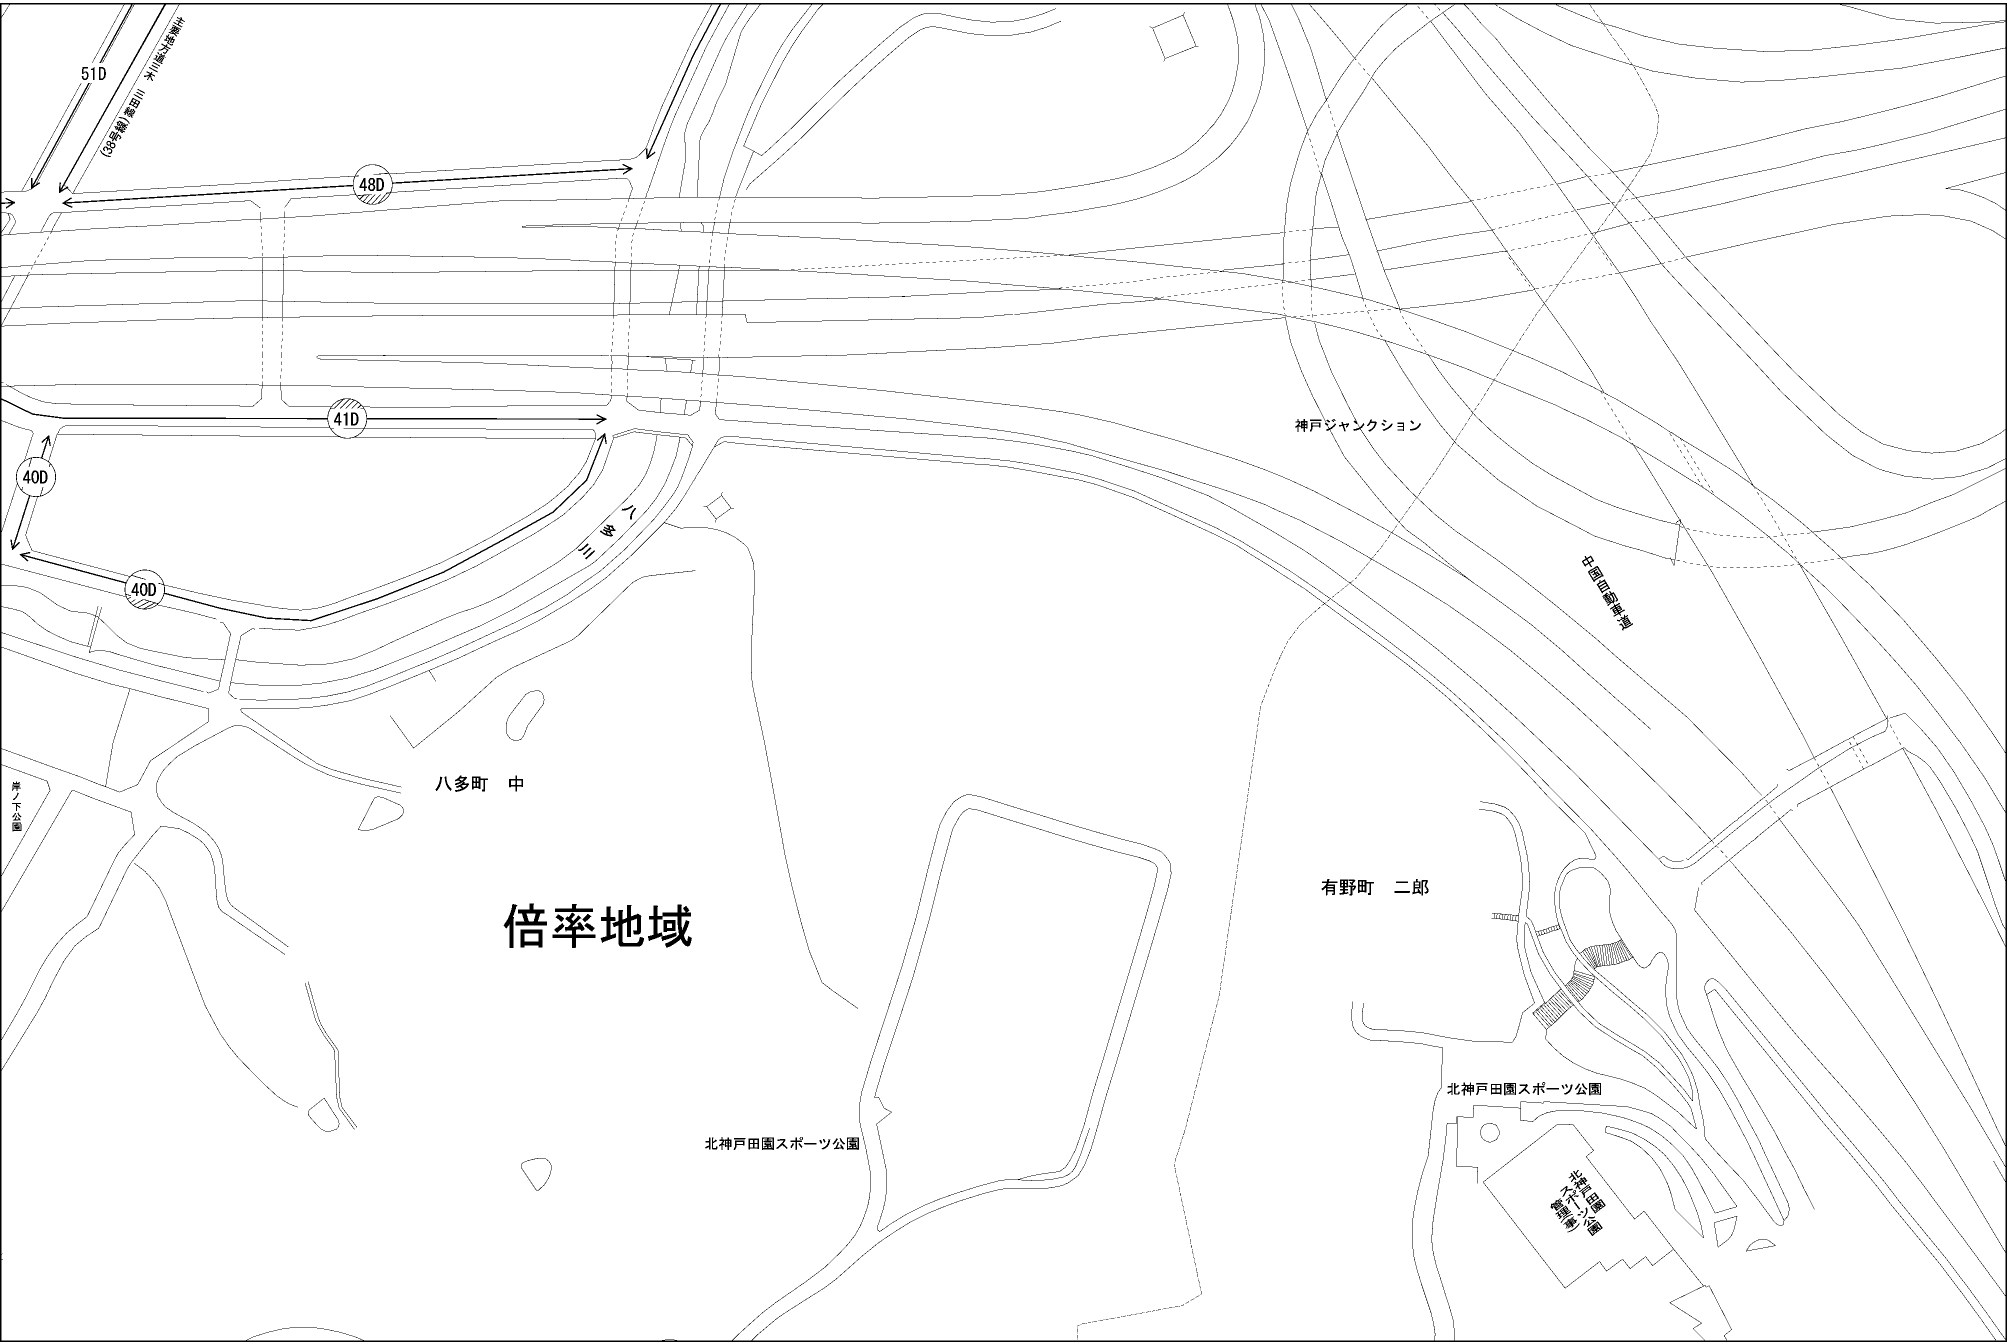 51D
主要地方道三木　三田線
(38号線)
48D
41D
神戸ジャンクション
40D
八多川
中国自動車道
40D
八多町　中
岸ノ下公園
有野町　二郎
倍率地域
北神戸田園スポーツ公園
北神戸田園スポーツ公園
北神戸田園
スポーツ公園
管理(事)